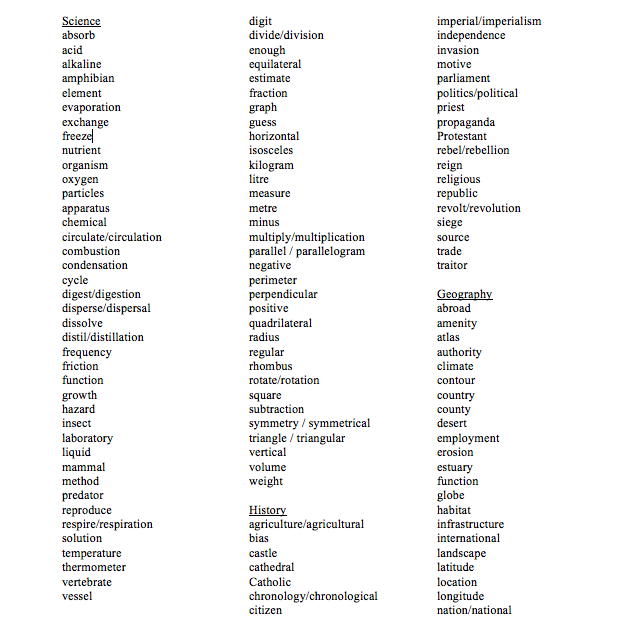 Science
absorb
acid
alkaline
amphibian
element
evaporation
exchange
freeze
nutrient
organism
oxygen
particles
apparatus
chemical
circulate/circulation
combustion
condensation
cycle
digest/digestion
disperse/dispersal
dissolve
distil/distillation
frequency
friction
function
growth
hazard
insect
laboratory
liquid
mammal
method
predator
reproduce
respire/respiration
solution
temperature
thermometer
vertebrate
vessel
digit
divide/division
enough
equilateral
estimate
fraction
graph
guess
horizontal
isosceles
kilogram
litre
measure
metre
minus
multiply/multiplication
parallel / parallelogram
negative
perimeter
perpendicular
positive
quadrilateral
radius
regular
rhombus
rotate/rotation
square
subtraction
symmetry / symmetrical
triangle / triangular
vertical
volume
weight
History
agriculture/agricultural
bias
castle
cathedral
Catholic
chronology/chronological
citizen
imperial/imperialism
independence
invasion
motive
parliament
politics/political
priest
propaganda
Protestant
rebel/rebellion
reign
religious
republic
revolt/revolution
siege
source
trade
traitor
Geography
abroad
amenity
atlas
authority
climate
contour
country
county
desert
employment
erosion
estuary
function
globe
habitat
infrastructure
international
landscape
latitude
location
longitude
nation/national